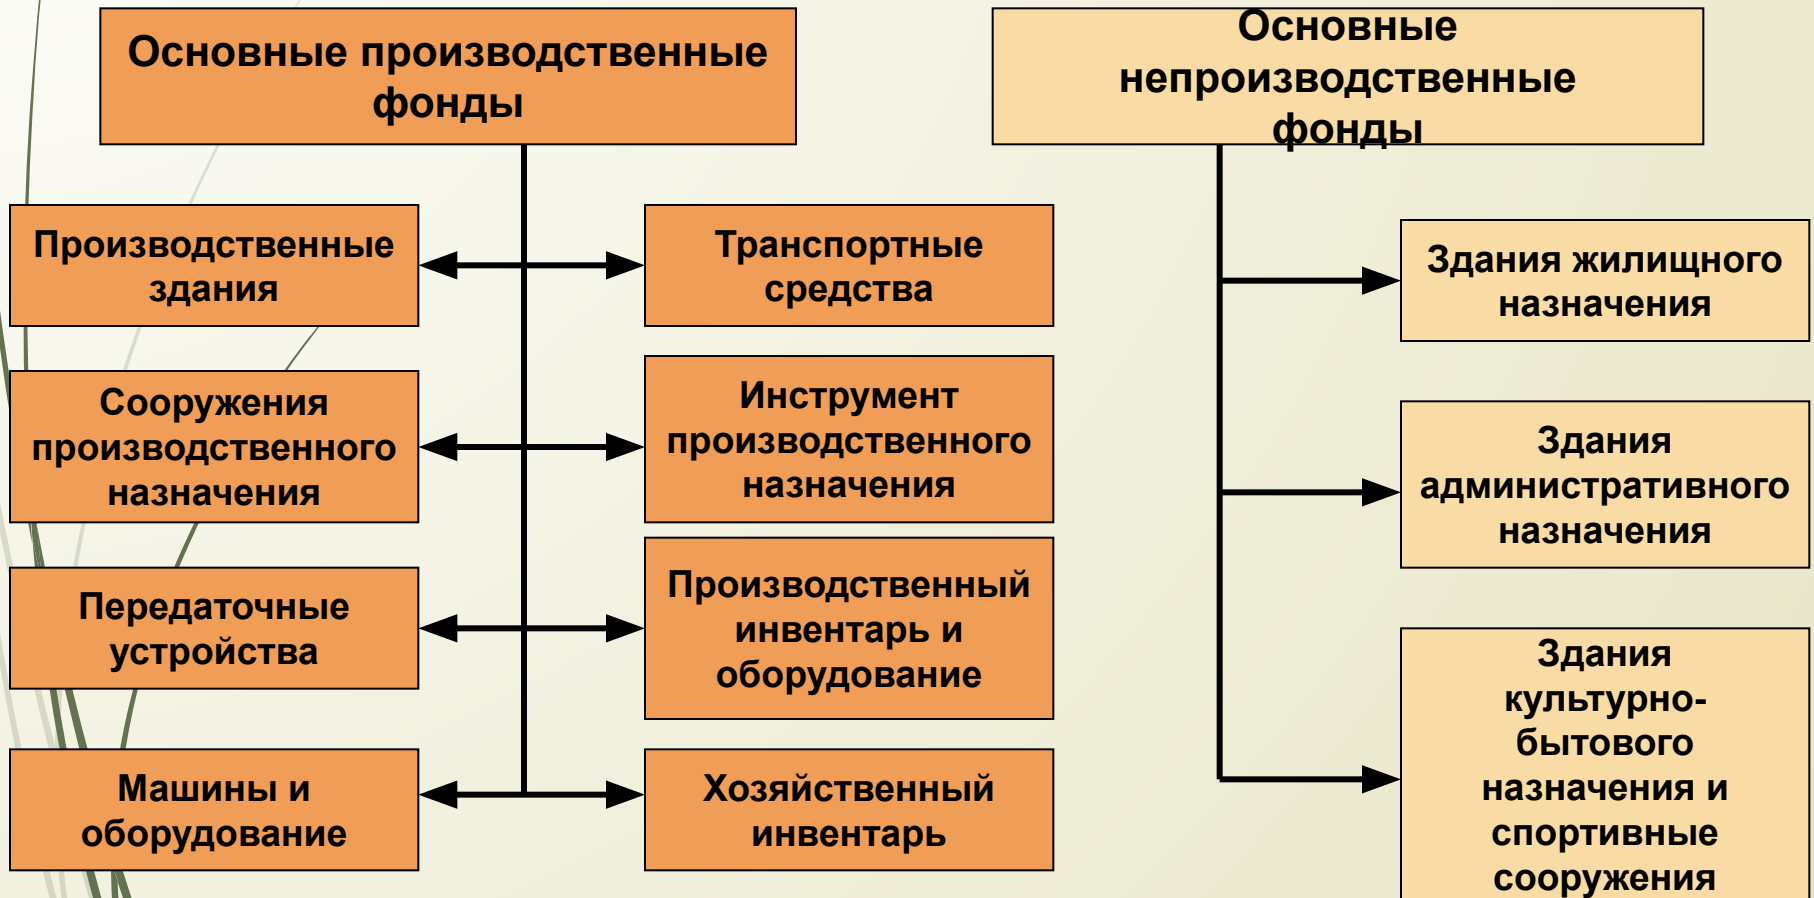 Основные производственные
фонды
Основные
непроизводственные
фонды
Производственные
здания
Транспортные
средства
Здания жилищного
назначения
Сооружения
производственного
назначения
Инструмент
производственного
назначения
Здания
административного
назначения
Передаточные
устройства
Производственный
инвентарь и
оборудование
Здания
культурно-
бытового
назначения и
спортивные
сооружения
Машины и
оборудование
Хозяйственный
инвентарь